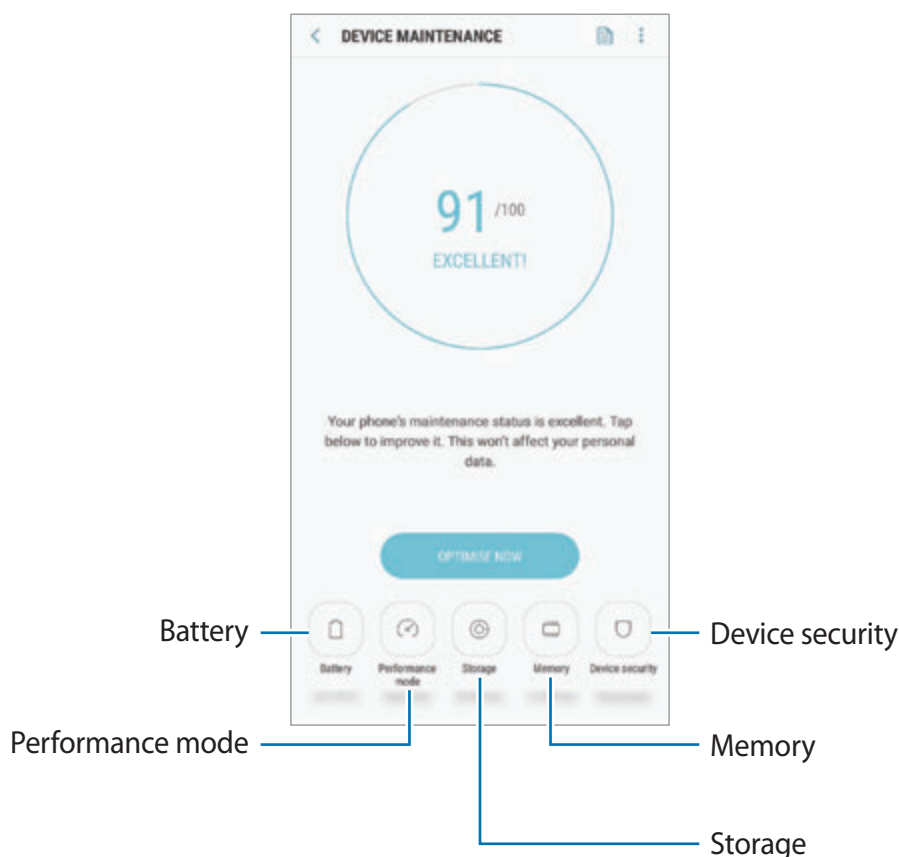 DEVICE MAINTENANCE
91 /100
EXCELLENT!
Your phone's maintenance status is excellent. Tap
below to improve it. This won't affect your personal
data.
OPTIMISE NOW
Battery
Performance
mode
Storage
Memory
Device security
Battery
Device security
Performance mode
Memory
Storage